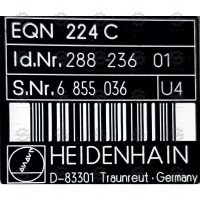 EQN 224 C
Id.Nr. 288 236 01
S.Nr. 6 855 036 U4
HEIDENHAIN
D-83301 Traunreut · Germany